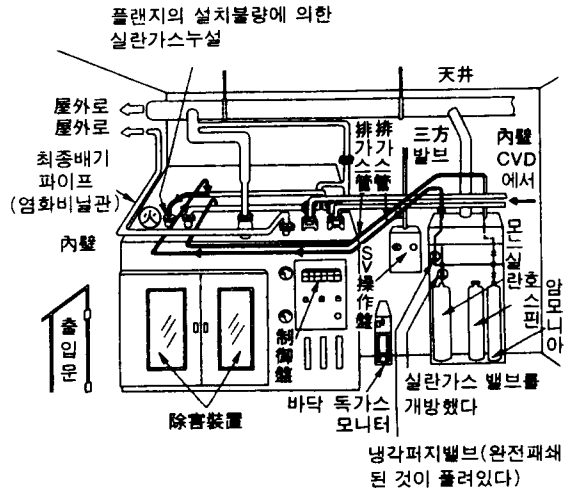 플랜지의 설치불량에 의한
실란가스누설
天井
屋外로
屋外로
최종배기
파이프
(염화비닐관)
火
排가스管
排가스管
三方
발브
內壁
CVD
에서
內壁
SV操作盤
모노실란
호스핀
암모니아
출입문
制御盤
除害裝置
바닥 독가스
모니터
실란가스 밸브를
개방했다
냉각퍼지밸브(완전패쇄
된 것이 풀려있다)